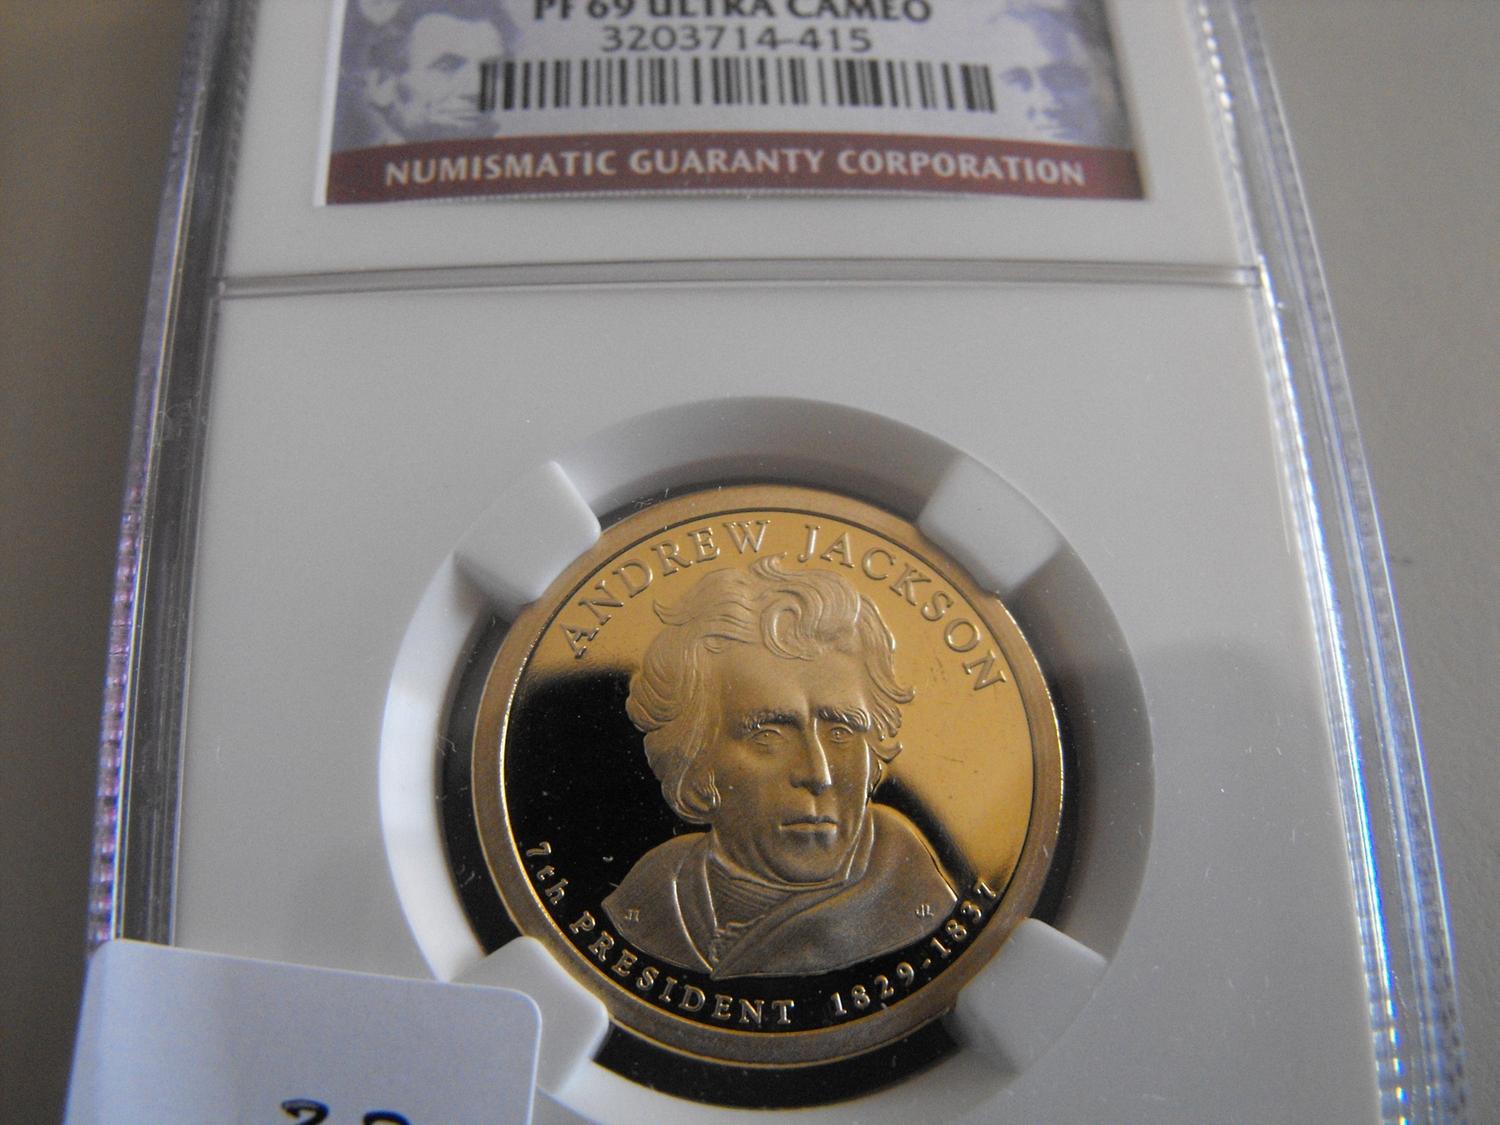 PF 69 ULTRA CAMEO
3203714-415
NUMISMATIC GUARANTY CORPORATION
ANDREW JACKSON
7th PRESIDENT 1829-1837